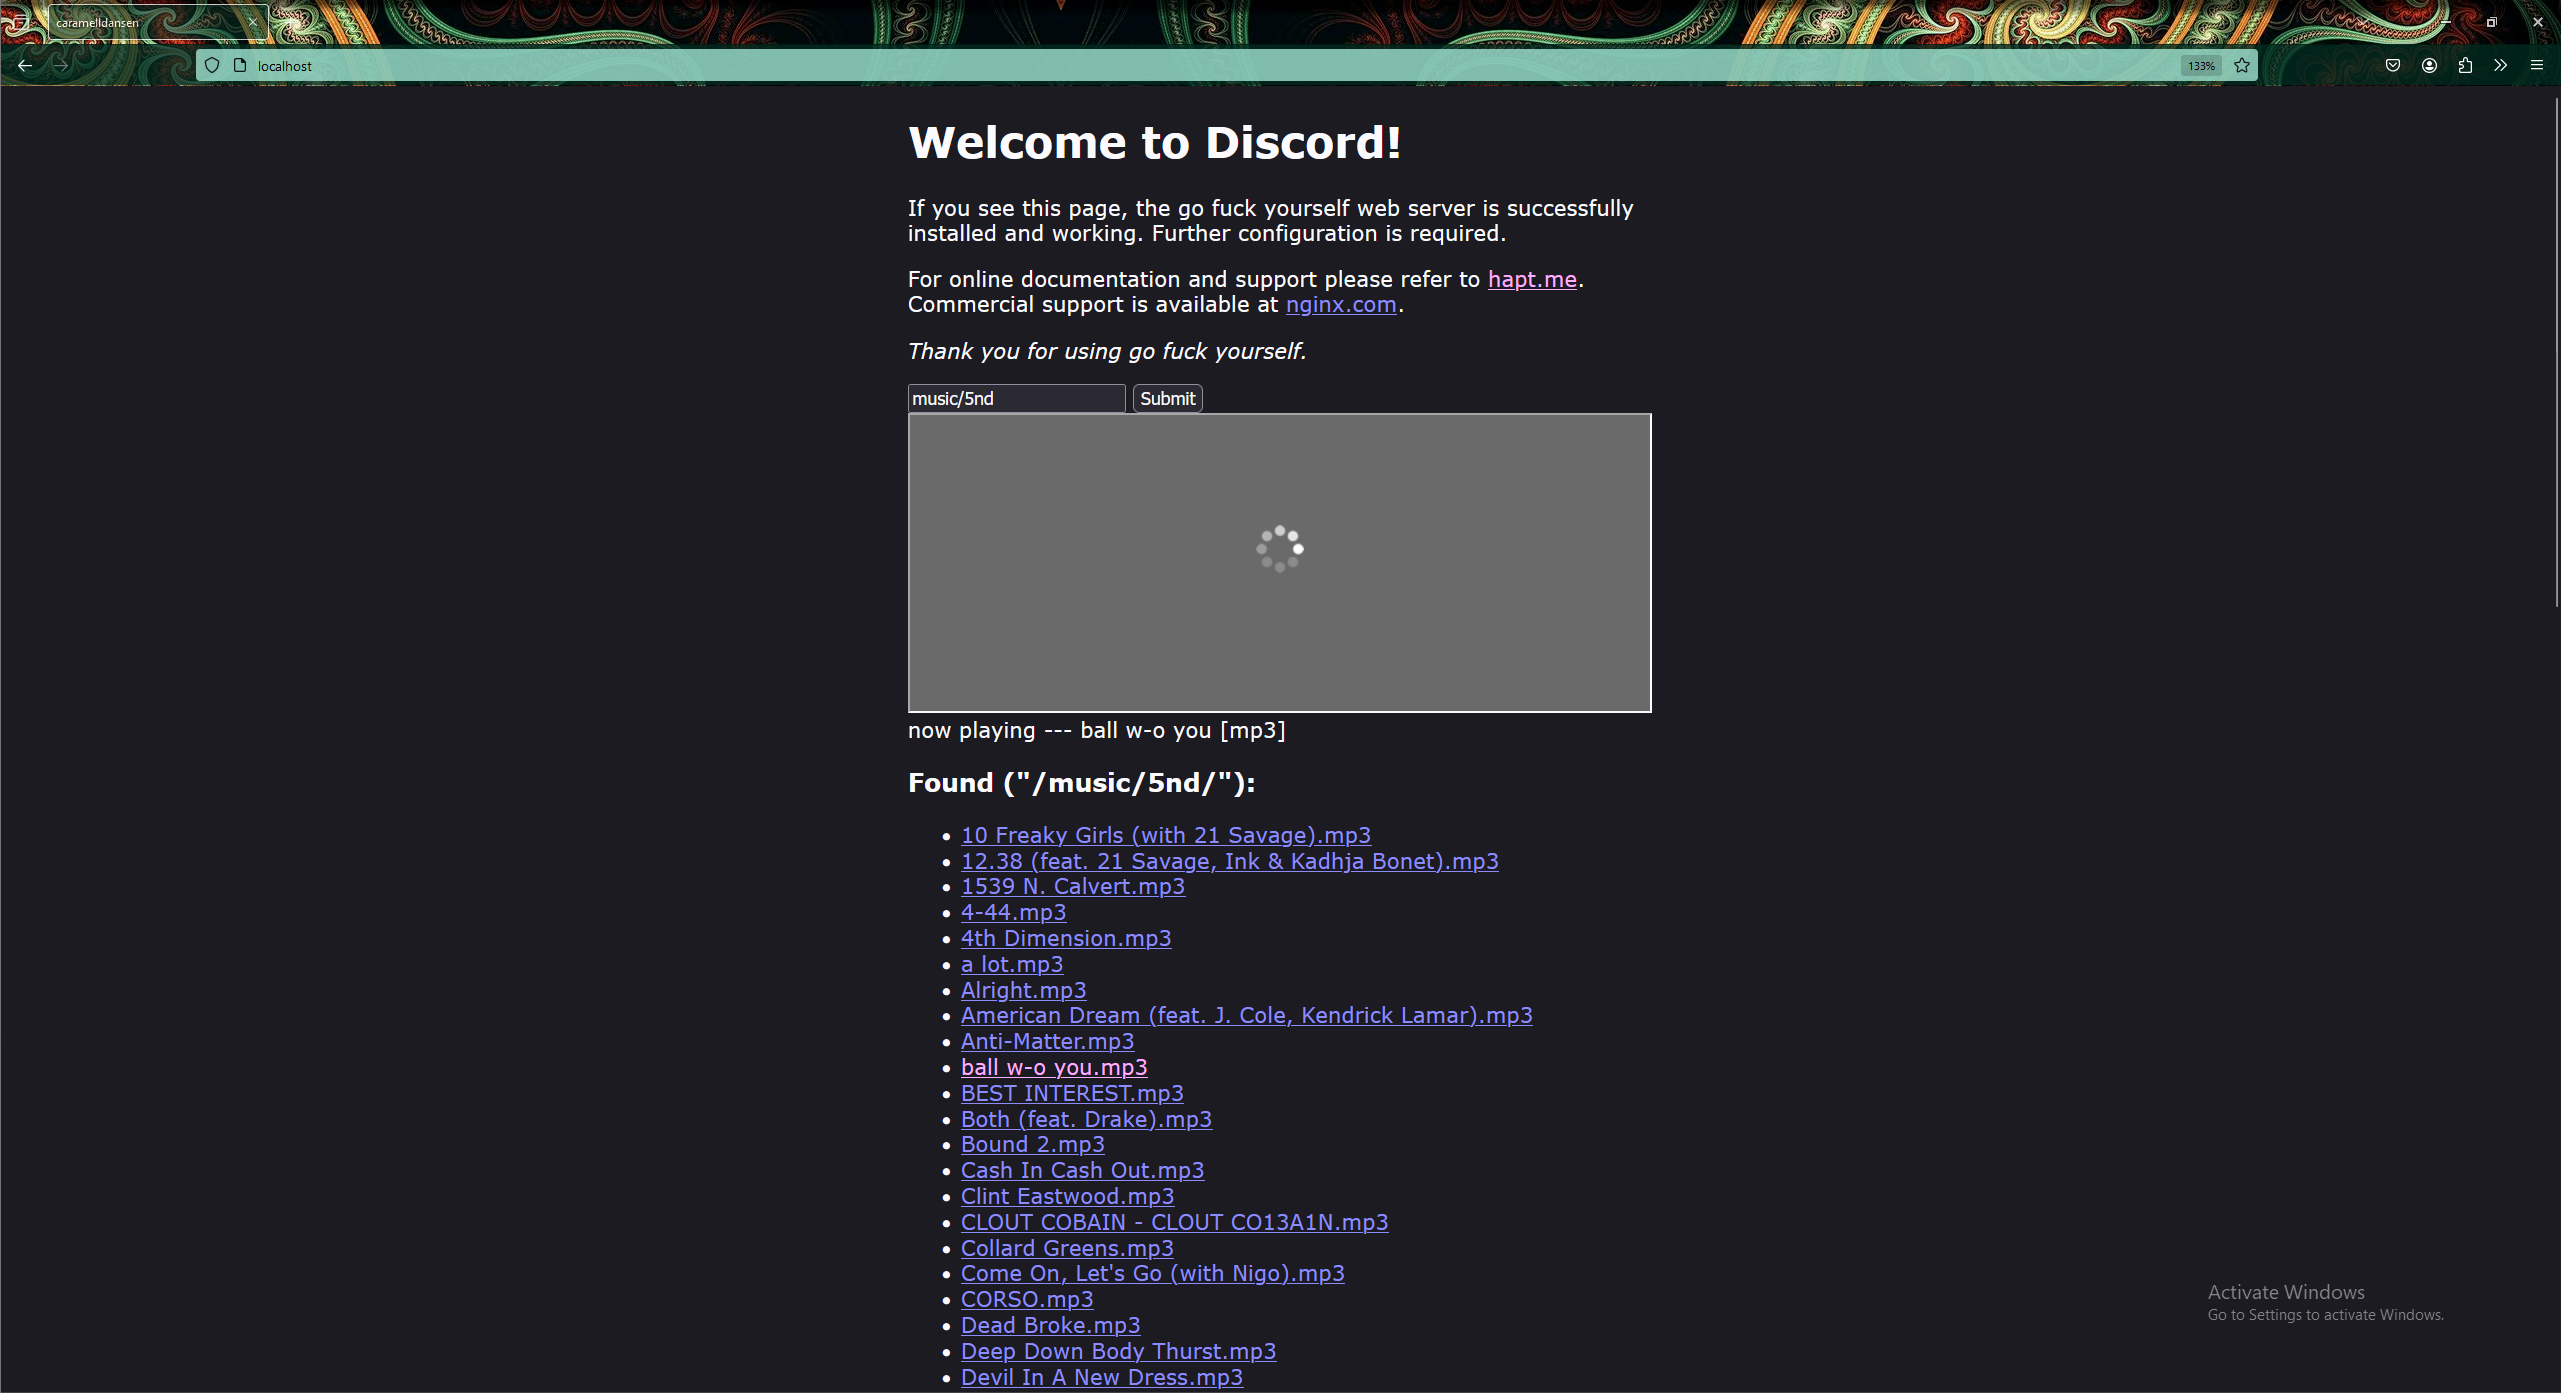 caramelldansen
localhost
133%
Welcome to Discord!
If you see this page, the go fuck yourself web server is successfully
installed and working. Further configuration is required.
For online documentation and support please refer to hapt.me.
Commercial support is available at nginx.com.
Thank you for using go fuck yourself.
music/5nd Submit
now playing --- ball w-o you [mp3]
Found ("/music/5nd/"):
10 Freaky Girls (with 21 Savage).mp3
12.38 (feat. 21 Savage, Ink & Kadhja Bonet).mp3
1539 N. Calvert.mp3
4-44.mp3
4th Dimension.mp3
a lot.mp3
Alright.mp3
American Dream (feat. J. Cole, Kendrick Lamar).mp3
Anti-Matter.mp3
ball w-o you.mp3
BEST INTEREST.mp3
Both (feat. Drake).mp3
Bound 2.mp3
Cash In Cash Out.mp3
Clint Eastwood.mp3
CLOUT COBAIN - CLOUT CO13A1N.mp3
Collard Greens.mp3
Come On, Let's Go (with Nigo).mp3
CORSO.mp3
Dead Broke.mp3
Deep Down Body Thurst.mp3
Devil In A New Dress.mp3
Activate Windows
Go to Settings to activate Windows.